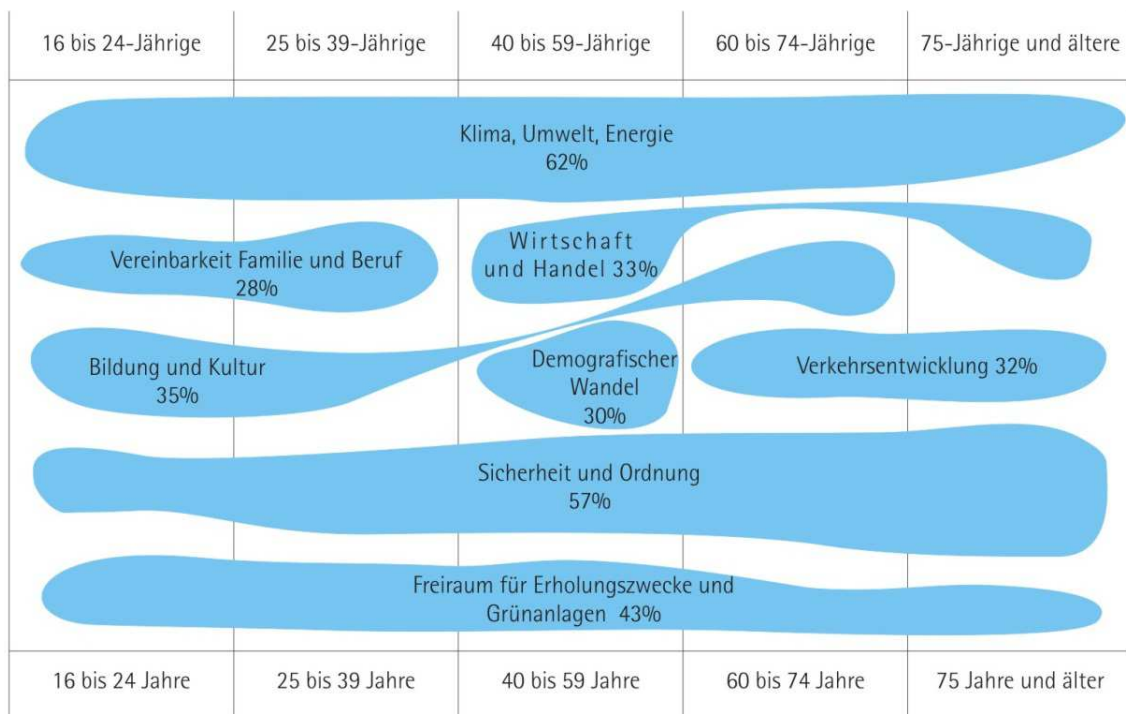 16 bis 24-Jährige
25 bis 39-Jährige
40 bis 59-Jährige
60 bis 74-Jährige
75-Jährige und ältere
Klima, Umwelt, Energie
62%
Vereinbarkeit Familie und Beruf
28%
Wirtschaft
und Handel 33%
Bildung und Kultur
35%
Demografischer
Wandel
30%
Verkehrsentwicklung 32%
Sicherheit und Ordnung
57%
Freiraum für Erholungszwecke und
Grünanlagen 43%
16 bis 24 Jahre
25 bis 39 Jahre
40 bis 59 Jahre
60 bis 74 Jahre
75 Jahre und älter